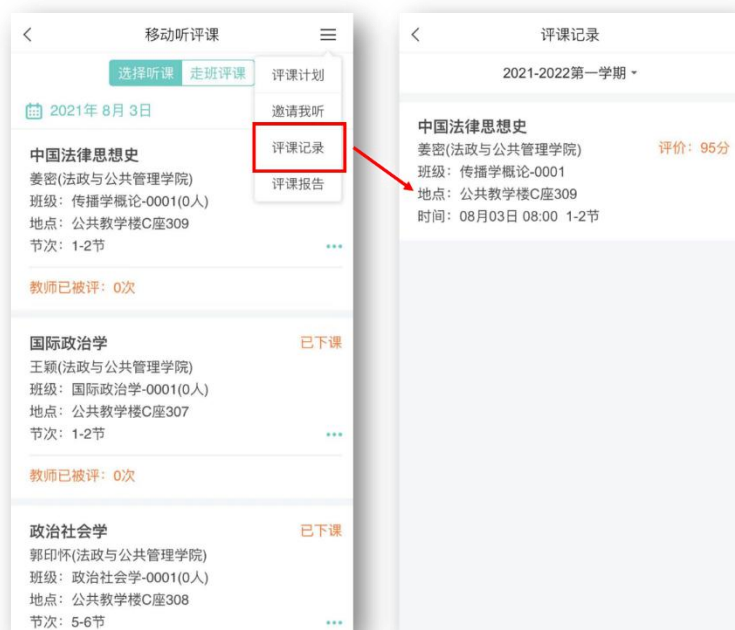 移动听评课
选择听课 走班评课
2021年 8月 3日
评课计划
邀请我听
评课记录
评课报告
中国法律思想史
姜密(法政与公共管理学院)
班级：传播学概论-0001(0人)
地点：公共教学楼C座309
节次：1-2节
教师已被评：0次
国际政治学 已下课
王颖(法政与公共管理学院)
班级：国际政治学-0001(0人)
地点：公共教学楼C座307
节次：1-2节
教师已被评：0次
政治社会学 已下课
郭印怀(法政与公共管理学院)
班级：政治社会学-0001(0人)
地点：公共教学楼C座308
节次：5-6节
评课记录
2021-2022第一学期
中国法律思想史
姜密(法政与公共管理学院) 评价：95分
班级：传播学概论-0001
地点：公共教学楼C座309
时间：08月03日 08:00 1-2节